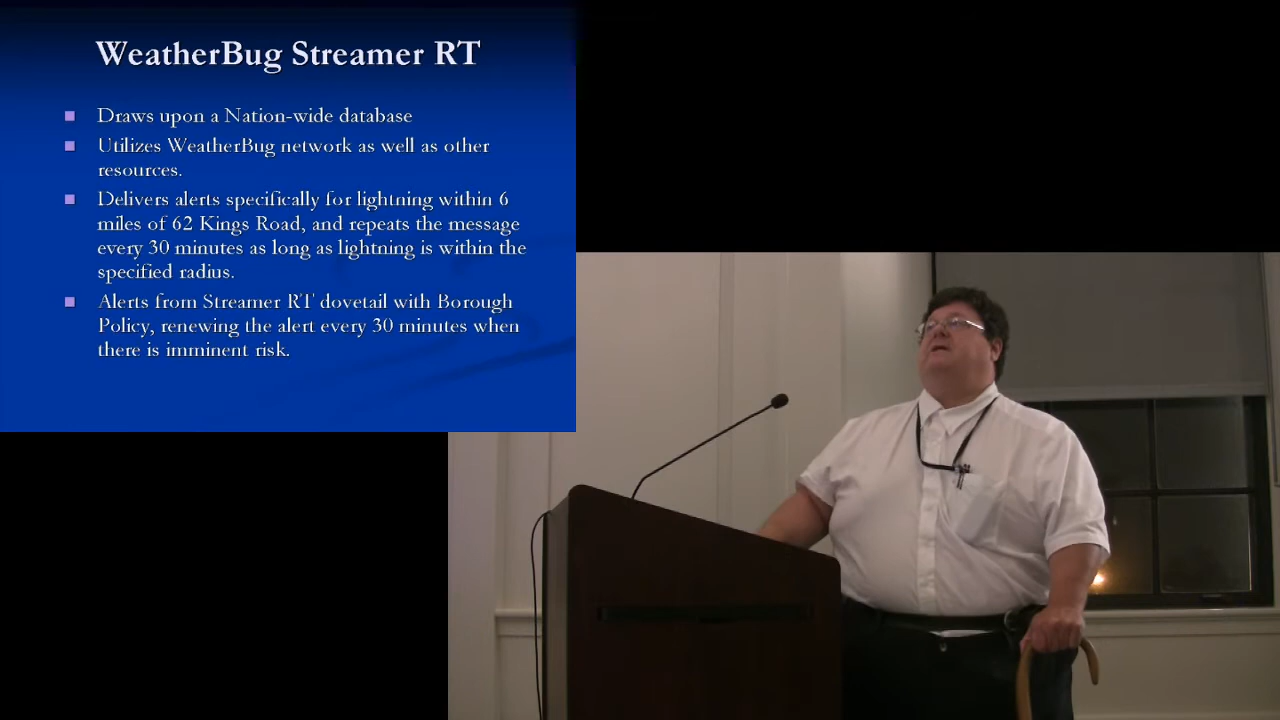 WeatherBug Streamer RT
Draws upon a Nation-wide database
Utilizes WeatherBug network as well as other
resources.
Delivers alerts specifically for lightning within 6
miles of 62 Kings Road, and repeats the message
every 30 minutes as long as lightning is within the
specified radius.
Alerts from Streamer RT dovetail with Borough
Policy, renewing the alert every 30 minutes when
there is imminent risk.